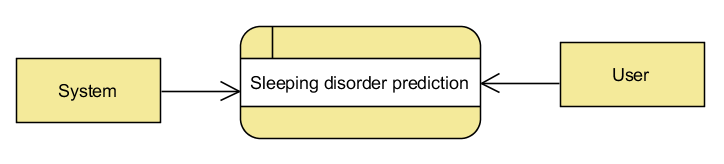 System
Sleeping disorder prediction
User